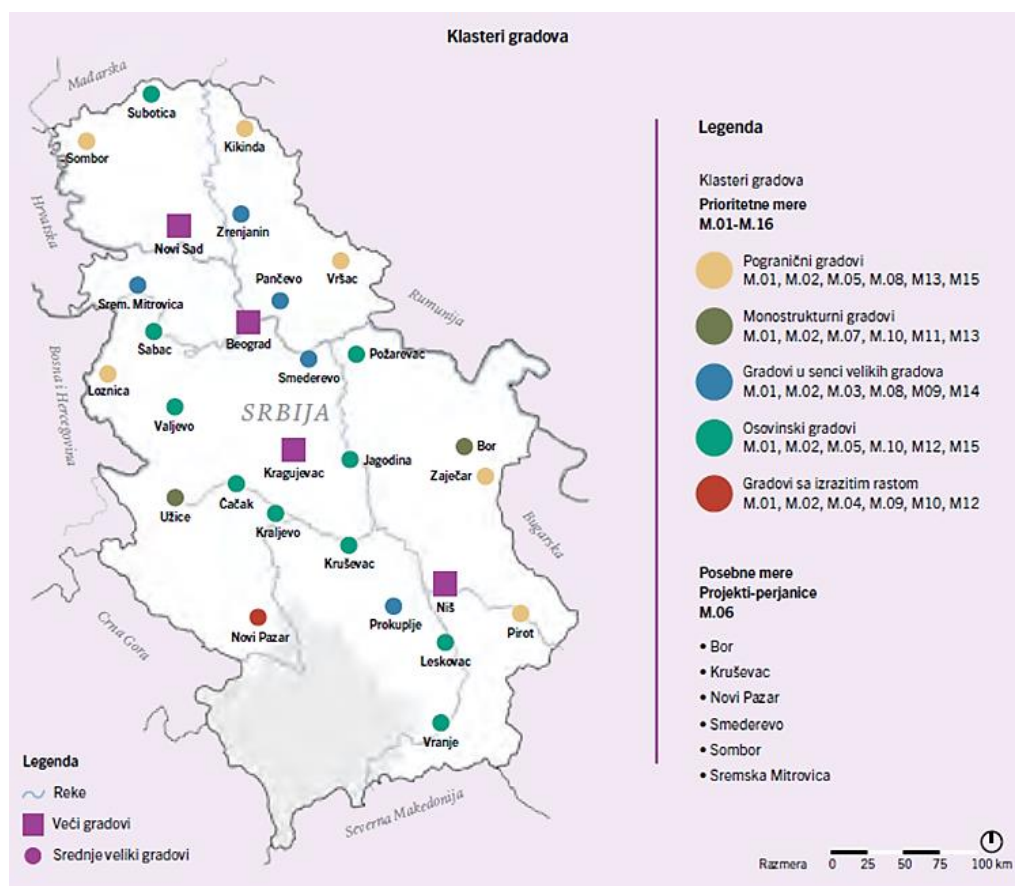 Klasteri gradova
Mađarska
Subotica
Sombor
Kikinda
Hrvatska
Novi Sad
Zrenjanin
Pančevo
Vršac
Rumunija
Srem. Mitrovica
Beograd
Šabac
Smederevo
Požarevac
Bosna i Hercegovina
Loznica
Valjevo
SRBIJA
Kragujevac
Jagodina
Bor
Zaječar
Užice
Čačak
Kraljevo
Kruševac
Bugarska
Crna Gora
Novi Pazar
Prokuplje
Niš
Pirot
Leskovac
Vranje
Severna Makedonija
Legenda
Reke
Veći gradovi
Srednje veliki gradovi
Legenda
Klasteri gradova
Prioritetne mere
M.01-M.16
Pogranični gradovi
M.01, M.02, M.05, M.08, M13, M15
Monostrukturni gradovi
M.01, M.02, M.07, M.10, M11, M13
Gradovi u senci velikih gradova
M.01, M.02, M.03, M.08, M09, M14
Osovinski gradovi
M.01, M.02, M.05, M.10, M12, M15
Gradovi sa izrazitim rastom
M.01, M.02, M.04, M.09, M10, M12
Posebne mere
Projekti-perjanice
M.06
• Bor
• Kruševac
• Novi Pazar
• Smederevo
• Sombor
• Sremska Mitrovica
Razmera 0 25 50 75 100 km